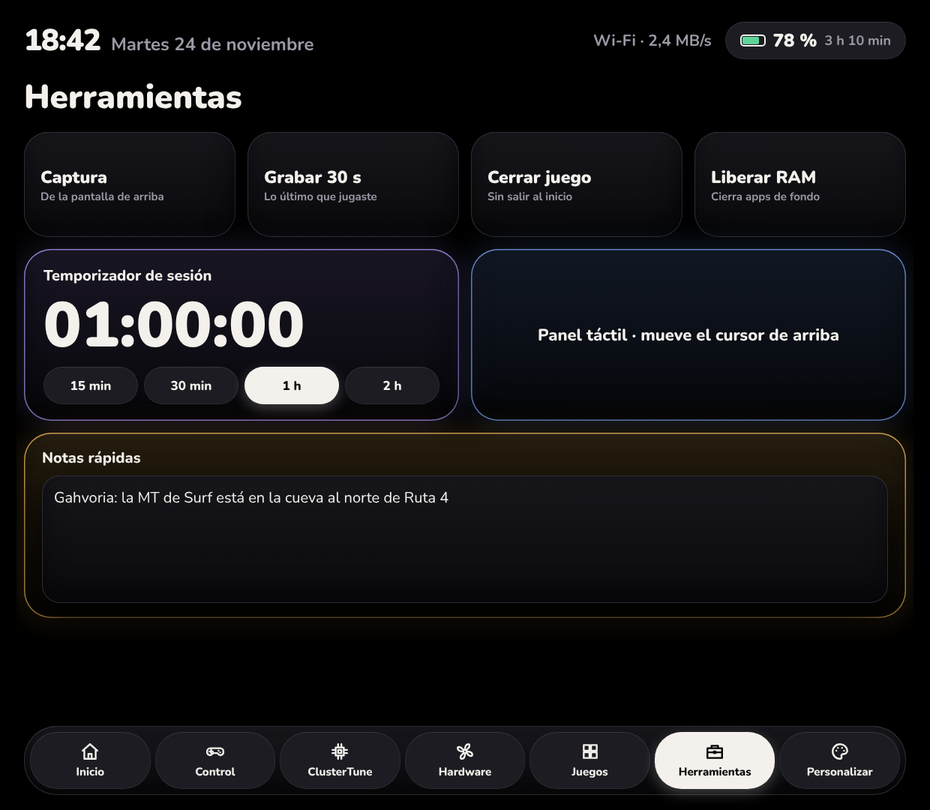 18:42 Martes 24 de noviembre
Wi-Fi · 2,4 MB/s
78 % 3 h 10 min
Herramientas
Captura
De la pantalla de arriba
Grabar 30 s
Lo último que jugaste
Cerrar juego
Sin salir al inicio
Liberar RAM
Cierra apps de fondo
Temporizador de sesión
01:00:00
15 min
30 min
1 h
2 h
Panel táctil · mueve el cursor de arriba
Notas rápidas
Gahvoria: la MT de Surf está en la cueva al norte de Ruta 4
Inicio
Control
ClusterTune
Hardware
Juegos
Herramientas
Personalizar